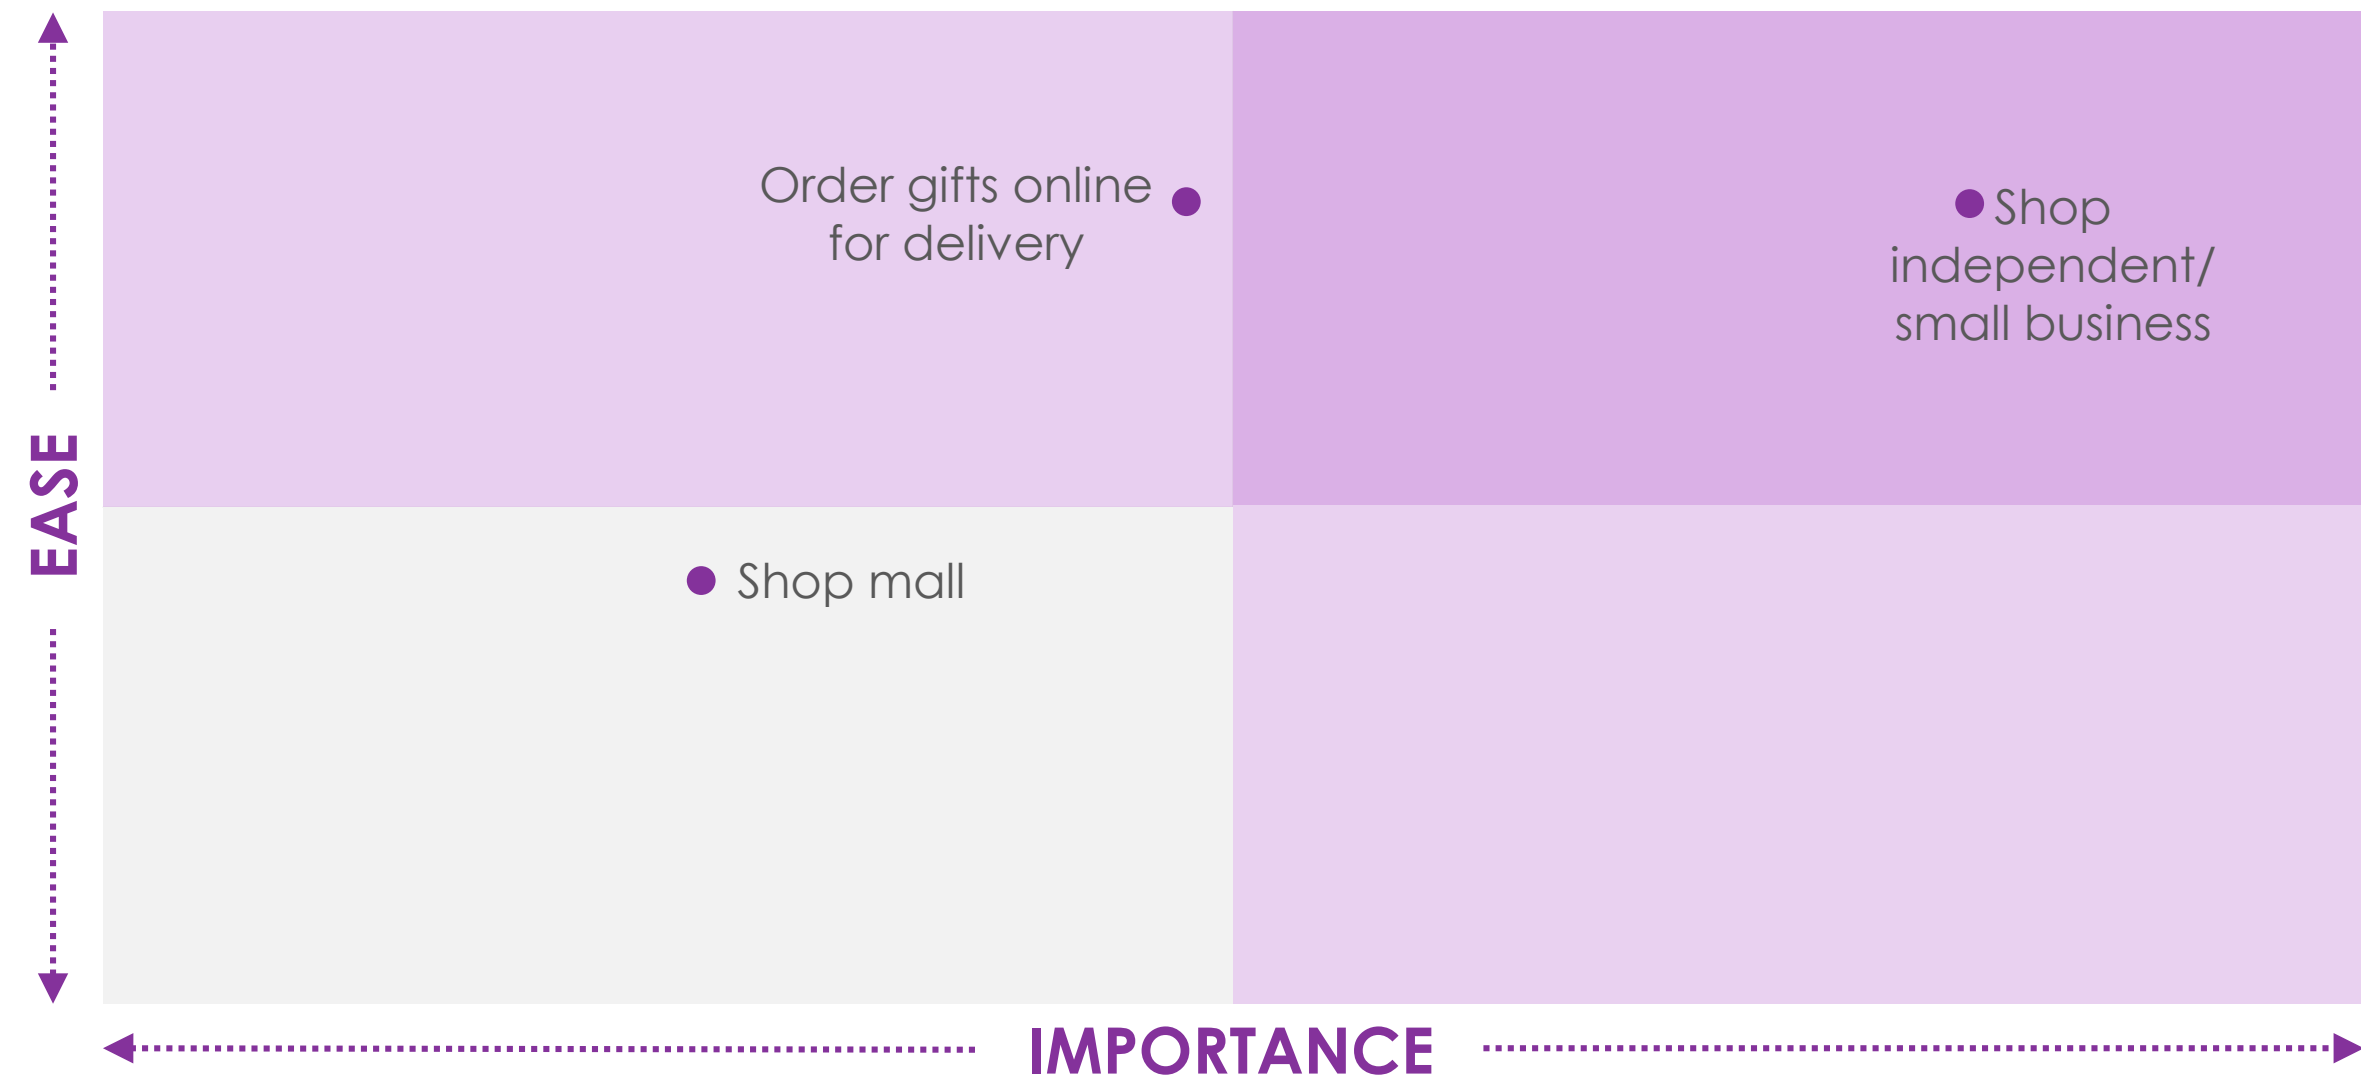 Order gifts online
for delivery
Shop
independent/
small business
EASE
Shop mall
IMPORTANCE